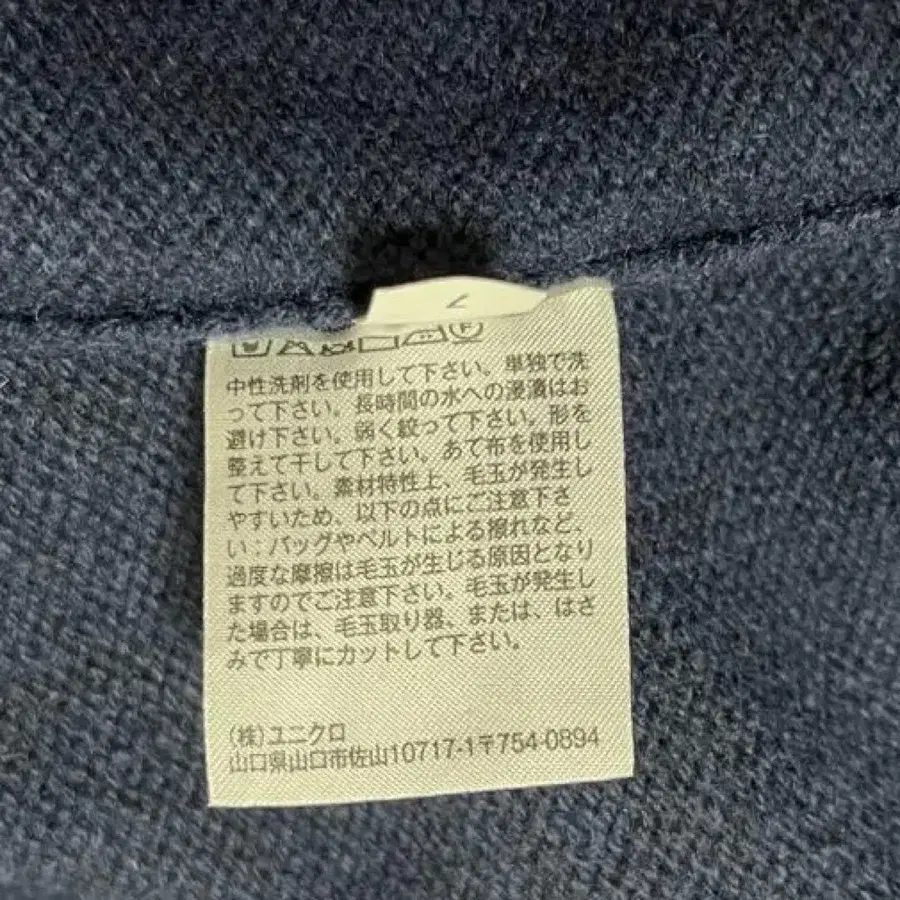 中性洗剤を使用して下さい。単独で洗
って下さい。長時間の水への浸漬はお
避け下さい。弱く絞って下さい。形を
整えて干して下さい。あて布を使用し
て下さい。素材特性上、毛玉が発生し
やすいため、以下の点にご注意下さ
い：バッグやベルトによる擦れなど、
過度な摩擦は毛玉が生じる原因となり
ますのでご注意下さい。毛玉が発生し
た場合は、毛玉取り器、または、はさ
みで丁寧にカットして下さい。
(株)ユニクロ
山口県山口市佐山10717-1〒754-0894